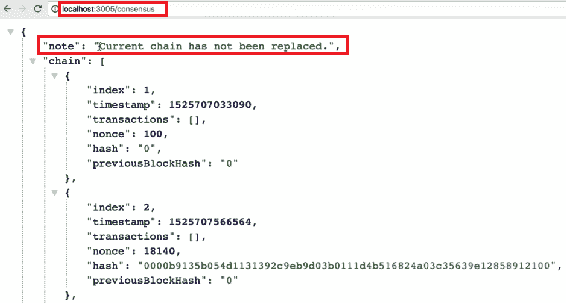 localhost:3005/consensus
{
"note": "Current chain has not been replaced.",
"chain": [
{
"index": 1,
"timestamp": 1525707033090,
"transactions": [],
"nonce": 100,
"hash": "0",
"previousBlockHash": "0"
},
{
"index": 2,
"timestamp": 1525707566564,
"transactions": [],
"nonce": 18140,
"hash": "0000b9135b054d1131392c9eb9d03b0111d4b516824a03c35639e12858912100",
"previousBlockHash": "0"
},